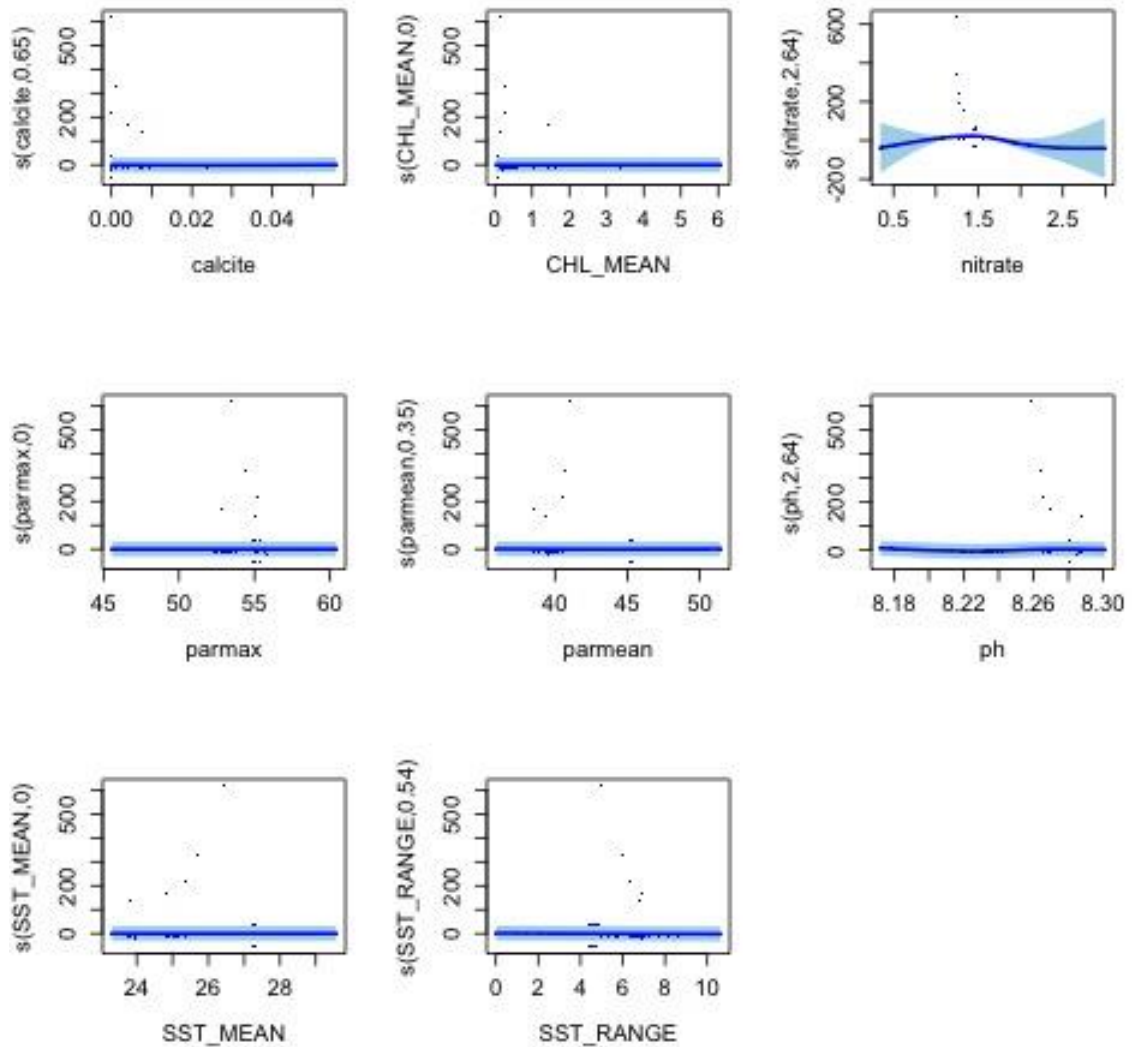 s(calcite,0.65)
500
200
0
0.00 0.02 0.04
calcite
s(CHL_MEAN,0)
500
200
0
0 1 2 3 4 5 6
CHL_MEAN
s(nitrate,2.64)
600
200
-200
0.5 1.5 2.5
nitrate
s(parmax,0)
500
200
0
45 50 55 60
parmax
s(parmean,0.35)
500
200
0
40 45 50
parmean
s(ph,2.64)
500
200
0
8.18 8.22 8.26 8.30
ph
s(SST_MEAN,0)
500
200
0
24 26 28
SST_MEAN
s(SST_RANGE,0.54)
500
200
0
0 2 4 6 8 10
SST_RANGE